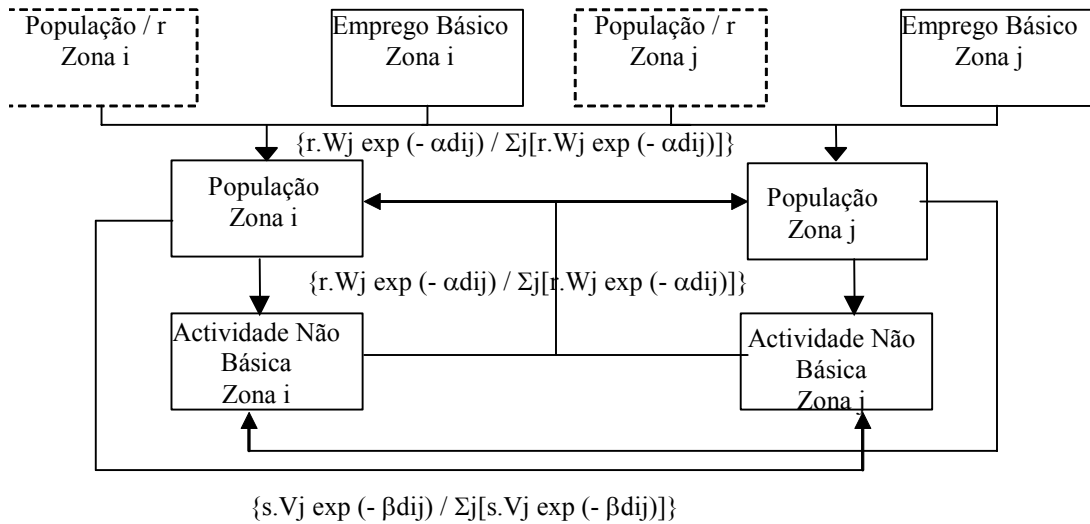 População / r
Zona i
Emprego Básico
Zona i
População / r
Zona j
Emprego Básico
Zona j
{r.Wj exp (- αdij) / Σj[r.Wj exp (- αdij)]}
População
Zona i
População
Zona j
{r.Wj exp (- αdij) / Σj[r.Wj exp (- αdij)]}
Actividade Não
Básica
Zona i
Actividade Não
Básica
Zona j
{s.Vj exp (- βdij) / Σj[s.Vj exp (- βdij)]}